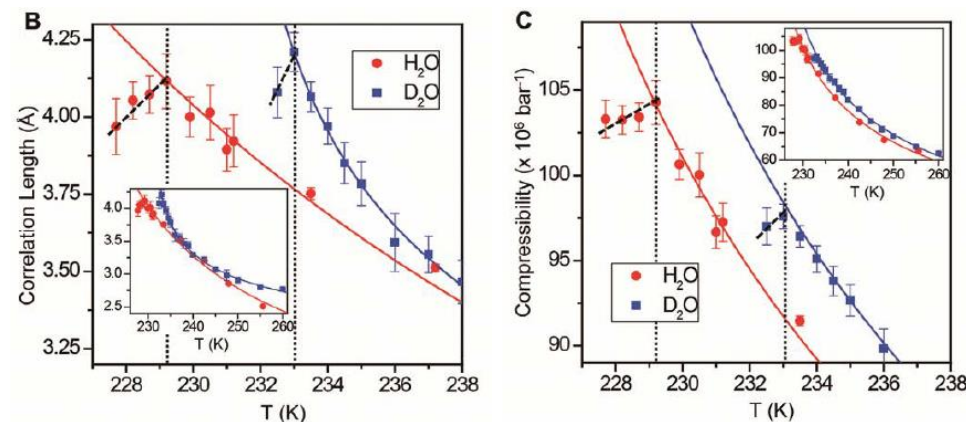 B
4.25
4.00
3.75
3.50
3.20
Correlation Length (Å)
H₂O
D₂O
4.0
3.5
3.0
2.5
230 240 250 260
T (K)
228 230 232 234 236 238
T (K)
C
105
100
95
90
Compressibility (x 10⁶ bar⁻¹)
100
90
80
70
60
230 240 250 260
T (K)
H₂O
D₂O
228 230 232 234 236 238
T (K)